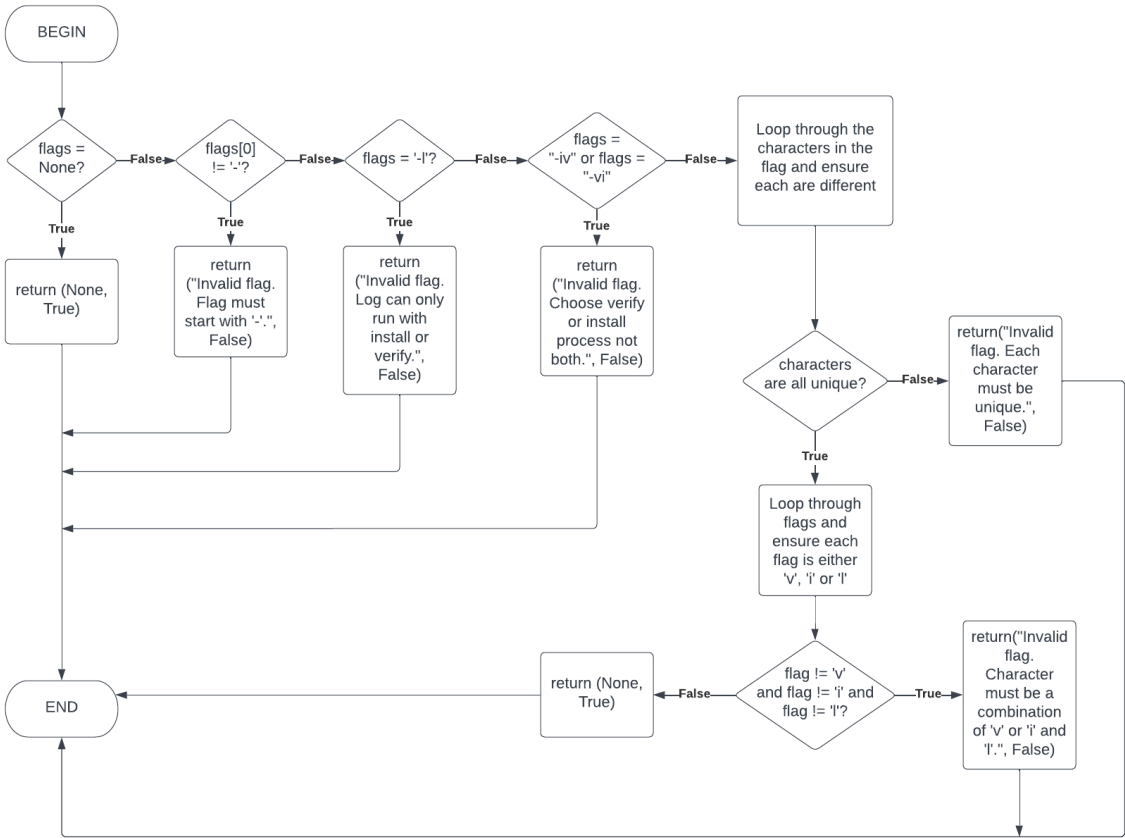 BEGIN
flags =
None?
False
flags[0]
!= '-'?
False
flags = '-l'?
False
flags =
"-iv" or flags =
"-vi"
False
Loop through the
characters in the
flag and ensure
each are different
True
True
True
True
return (None,
True)
return
("Invalid flag.
Flag must
start with '-'.",
False)
return
("Invalid flag.
Log can only
run with
install or
verify.",
False)
return
("Invalid flag.
Choose verify
or install
process not
both.", False)
characters
are all unique?
False
return("Invalid
flag. Each
character
must be
unique.",
False)
True
Loop through
flags and
ensure each
flag is either
'v', 'i' or 'l'
flag != 'v'
and flag != 'i' and
flag != 'l'?
False
return (None,
True)
True
return("Invalid
flag.
Character
must be a
combination
of 'v' or 'i' and
'l'.", False)
END